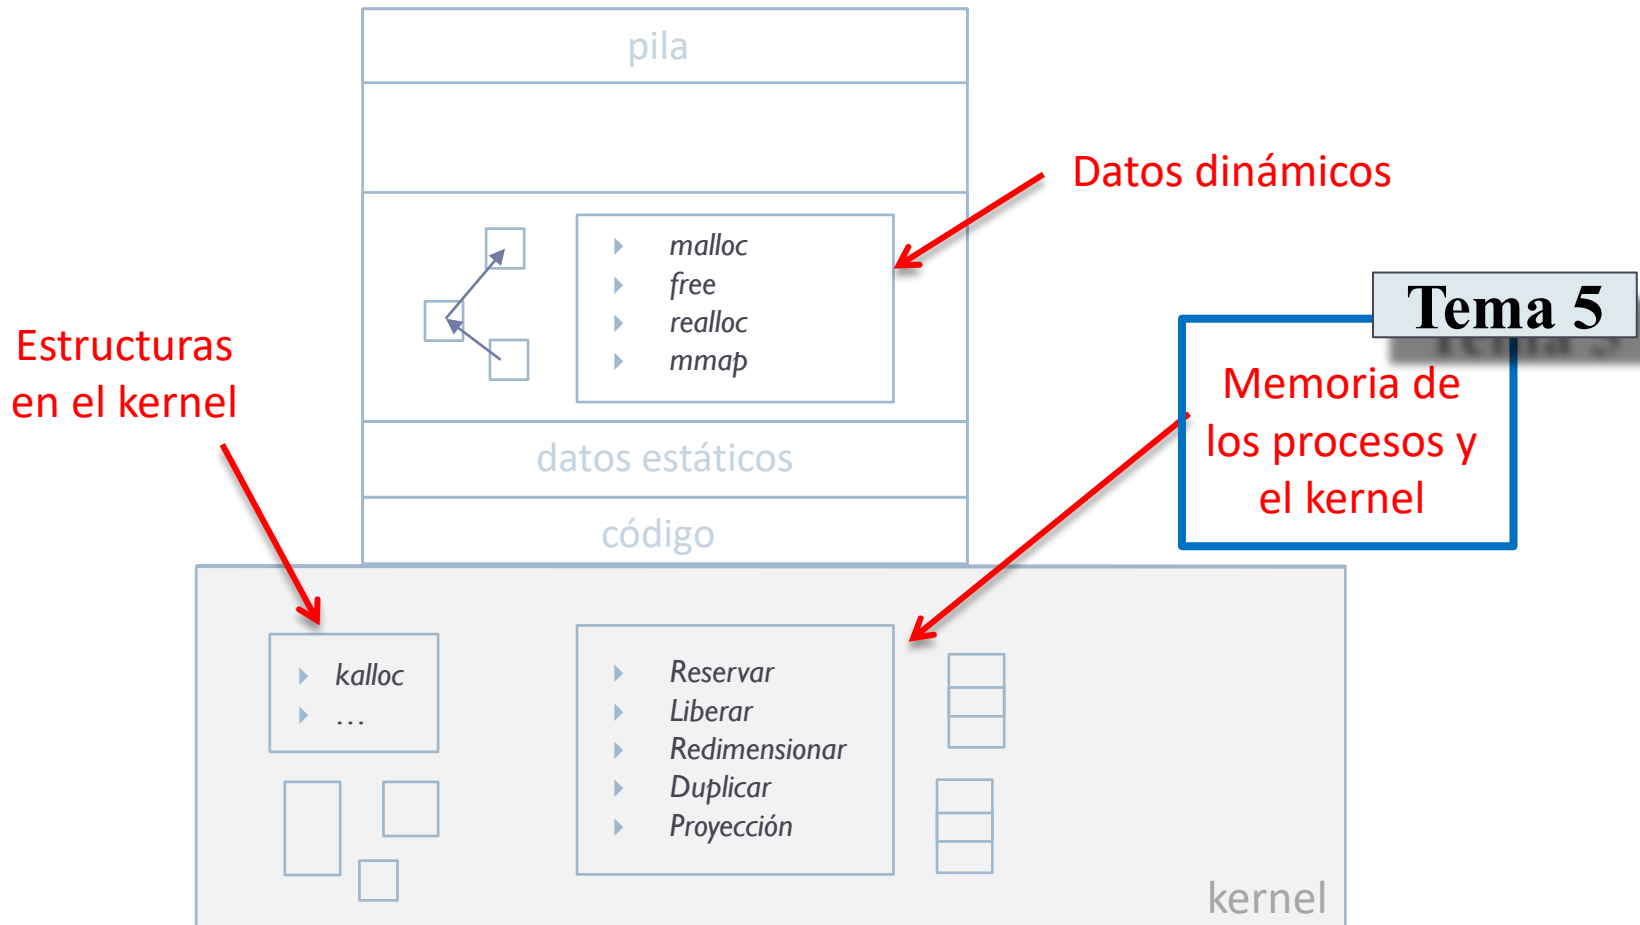 pila
Datos dinámicos
malloc
free
realloc
mmap
Tema 5
Memoria de
los procesos y
el kernel
Estructuras
en el kernel
datos estáticos
código
kalloc
…
Reservar
Liberar
Redimensionar
Duplicar
Proyección
kernel